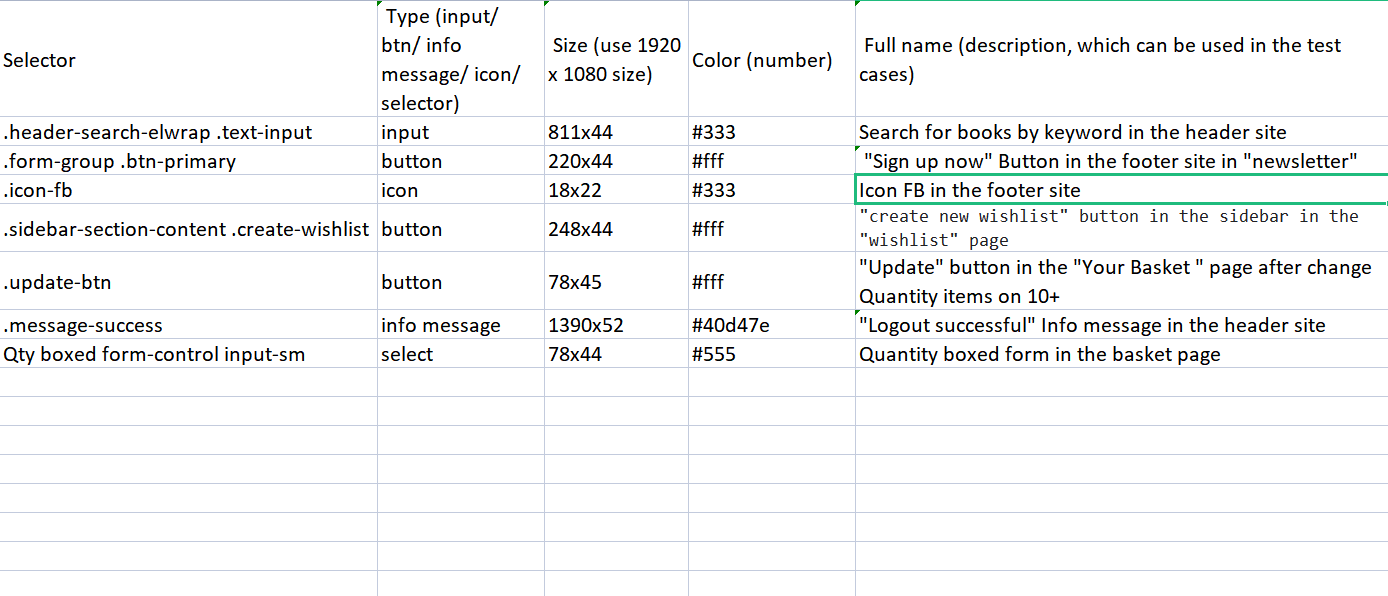 Selector
Type (input/
btn/ info
message/ icon/
selector)
Size (use 1920
x 1080 size)
Color (number)
Full name (description, which can be used in the test
cases)
.header-search-elwrap .text-input
input
811x44
#333
Search for books by keyword in the header site
.form-group .btn-primary
button
220x44
#fff
"Sign up now" Button in the footer site in "newsletter"
.icon-fb
icon
18x22
#333
Icon FB in the footer site
.sidebar-section-content .create-wishlist
button
248x44
#fff
"create new wishlist" button in the sidebar in the
"wishlist" page
.update-btn
button
78x45
#fff
"Update" button in the "Your Basket " page after change
Quantity items on 10+
.message-success
info message
1390x52
#40d47e
"Logout successful" Info message in the header site
Qty boxed form-control input-sm
select
78x44
#555
Quantity boxed form in the basket page